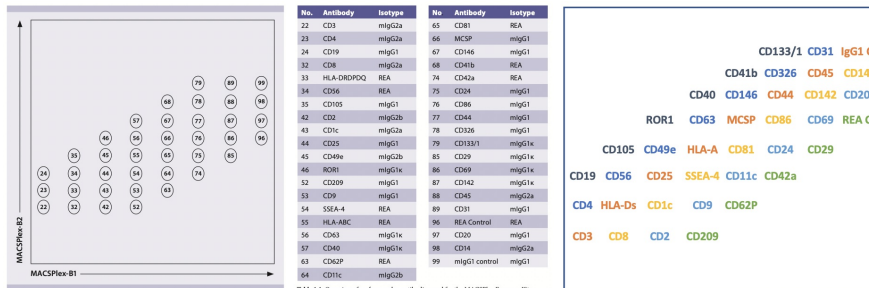 MACSPlex-B2
79 89 99
68 78 88 98
57 67 77 87 97
46 56 66 76 86 96
35 45 55 65 75 85
24 34 44 54 64 74
23 33 43 53 63
22 32 42 52
MACSPlex-B1
No. Antibody Isotype
22 CD3 mIgG2a
23 CD4 mIgG2a
24 CD19 mIgG1
32 CD8 mIgG2a
33 HLA-DRDPDQ REA
34 CD56 REA
35 CD105 mIgG1
42 CD2 mIgG2b
43 CD1c mIgG2a
44 CD25 mIgG1
45 CD49e mIgG2b
46 ROR1 mIgG1κ
52 CD209 mIgG1
53 CD9 mIgG1
54 SSEA-4 REA
55 HLA-ABC REA
56 CD63 mIgG1κ
57 CD40 mIgG1κ
63 CD62P REA
64 CD11c mIgG2b
No Antibody Isotype
65 CD81 REA
66 MCSP mIgG1
67 CD146 mIgG1
68 CD41b REA
74 CD42a REA
75 CD24 mIgG1
76 CD86 mIgG1
77 CD44 mIgG1
78 CD326 mIgG1
79 CD133/1 mIgG1κ
85 CD29 mIgG1κ
86 CD69 mIgG1κ
87 CD142 mIgG1κ
88 CD45 mIgG2a
89 CD31 mIgG1
96 REA Control REA
97 CD20 mIgG1
98 CD14 mIgG2a
99 mIgG1 control mIgG1
CD133/1 CD31 IgG1
CD41b CD326 CD45 CD14
CD40 CD146 CD44 CD142 CD20
ROR1 CD63 MCSP CD86 CD69 REA
CD105 CD49e HLA-A CD81 CD24 CD29
CD19 CD56 CD25 SSEA-4 CD11c CD42a
CD4 HLA-Ds CD1c CD9 CD62P
CD3 CD8 CD2 CD209